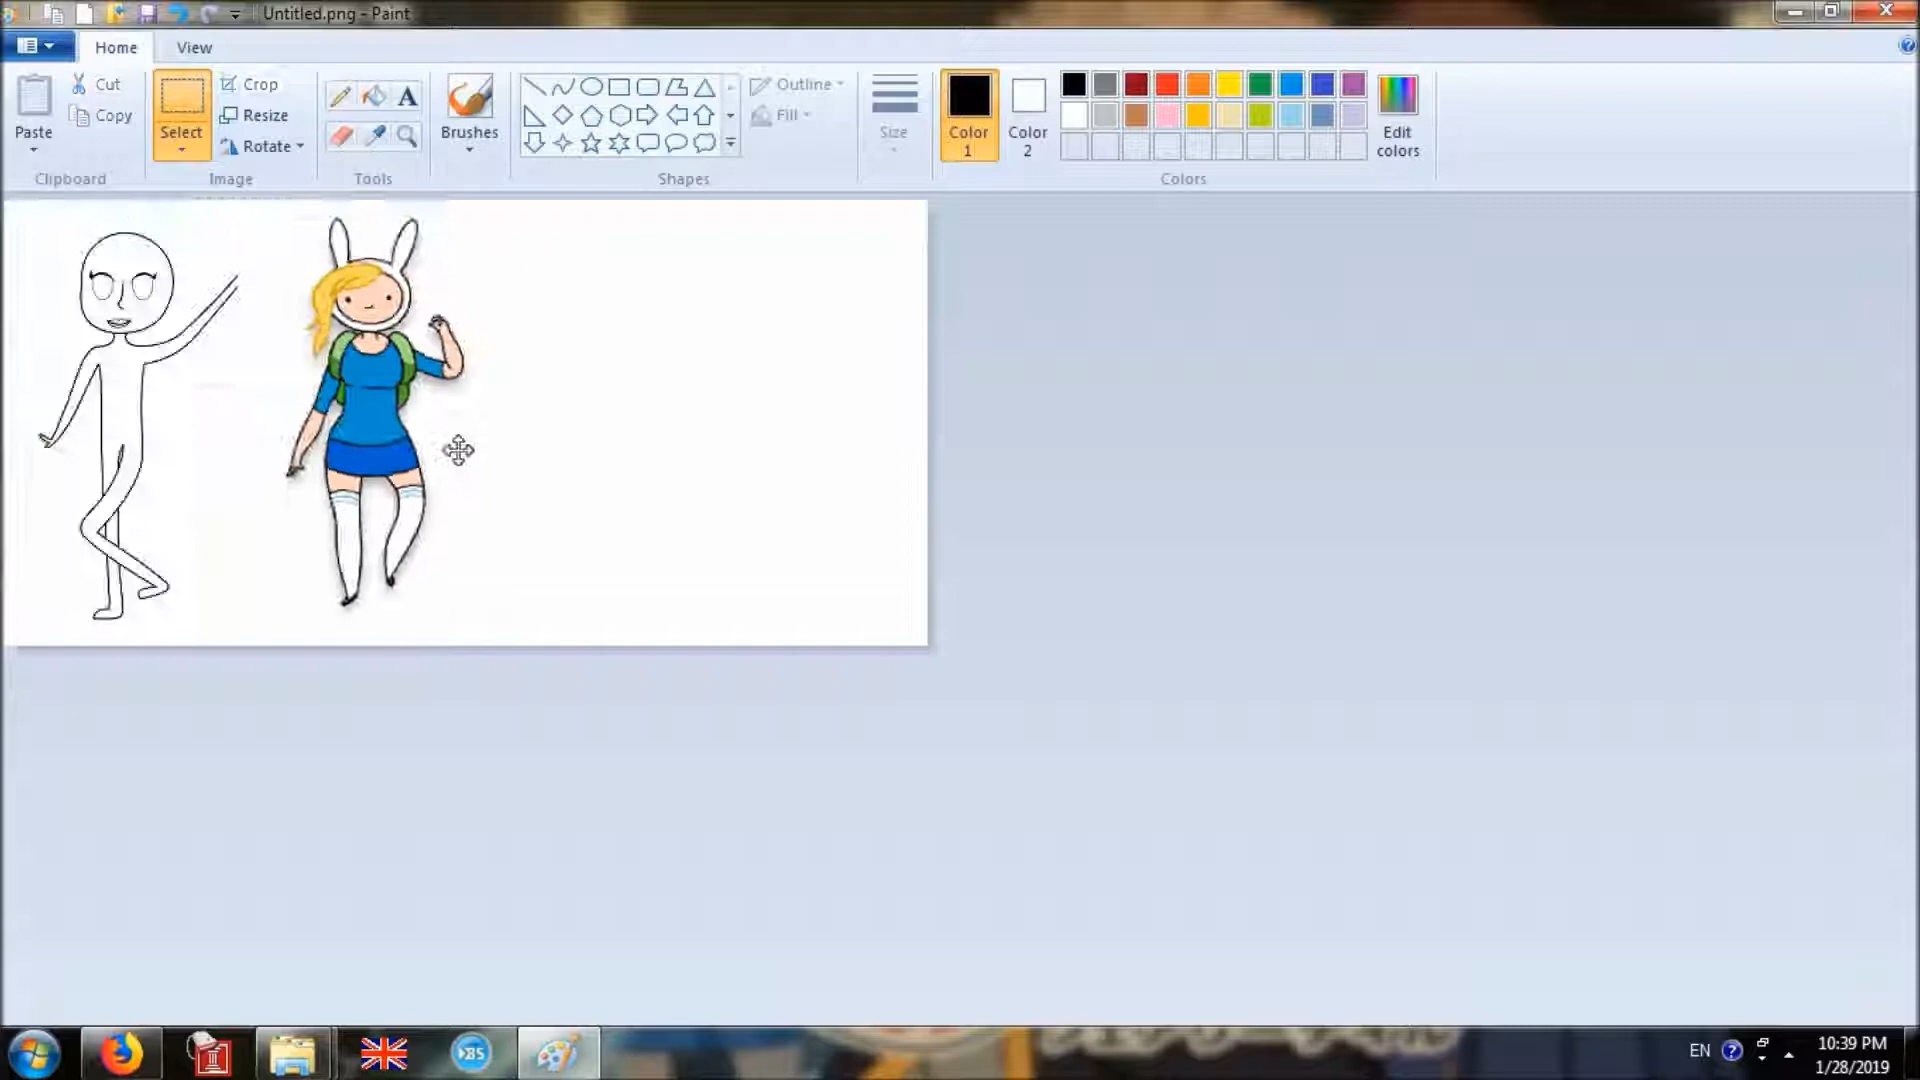 Untitled.png - Paint
Home View
Paste
Cut
Copy
Clipboard
Select
Crop
Resize
Rotate
Image
A
Tools
Brushes
Outline
Fill
Shapes
Size
Color 1
Color 2
Edit colors
Colors
BS
EN
10:39 PM
1/28/2019